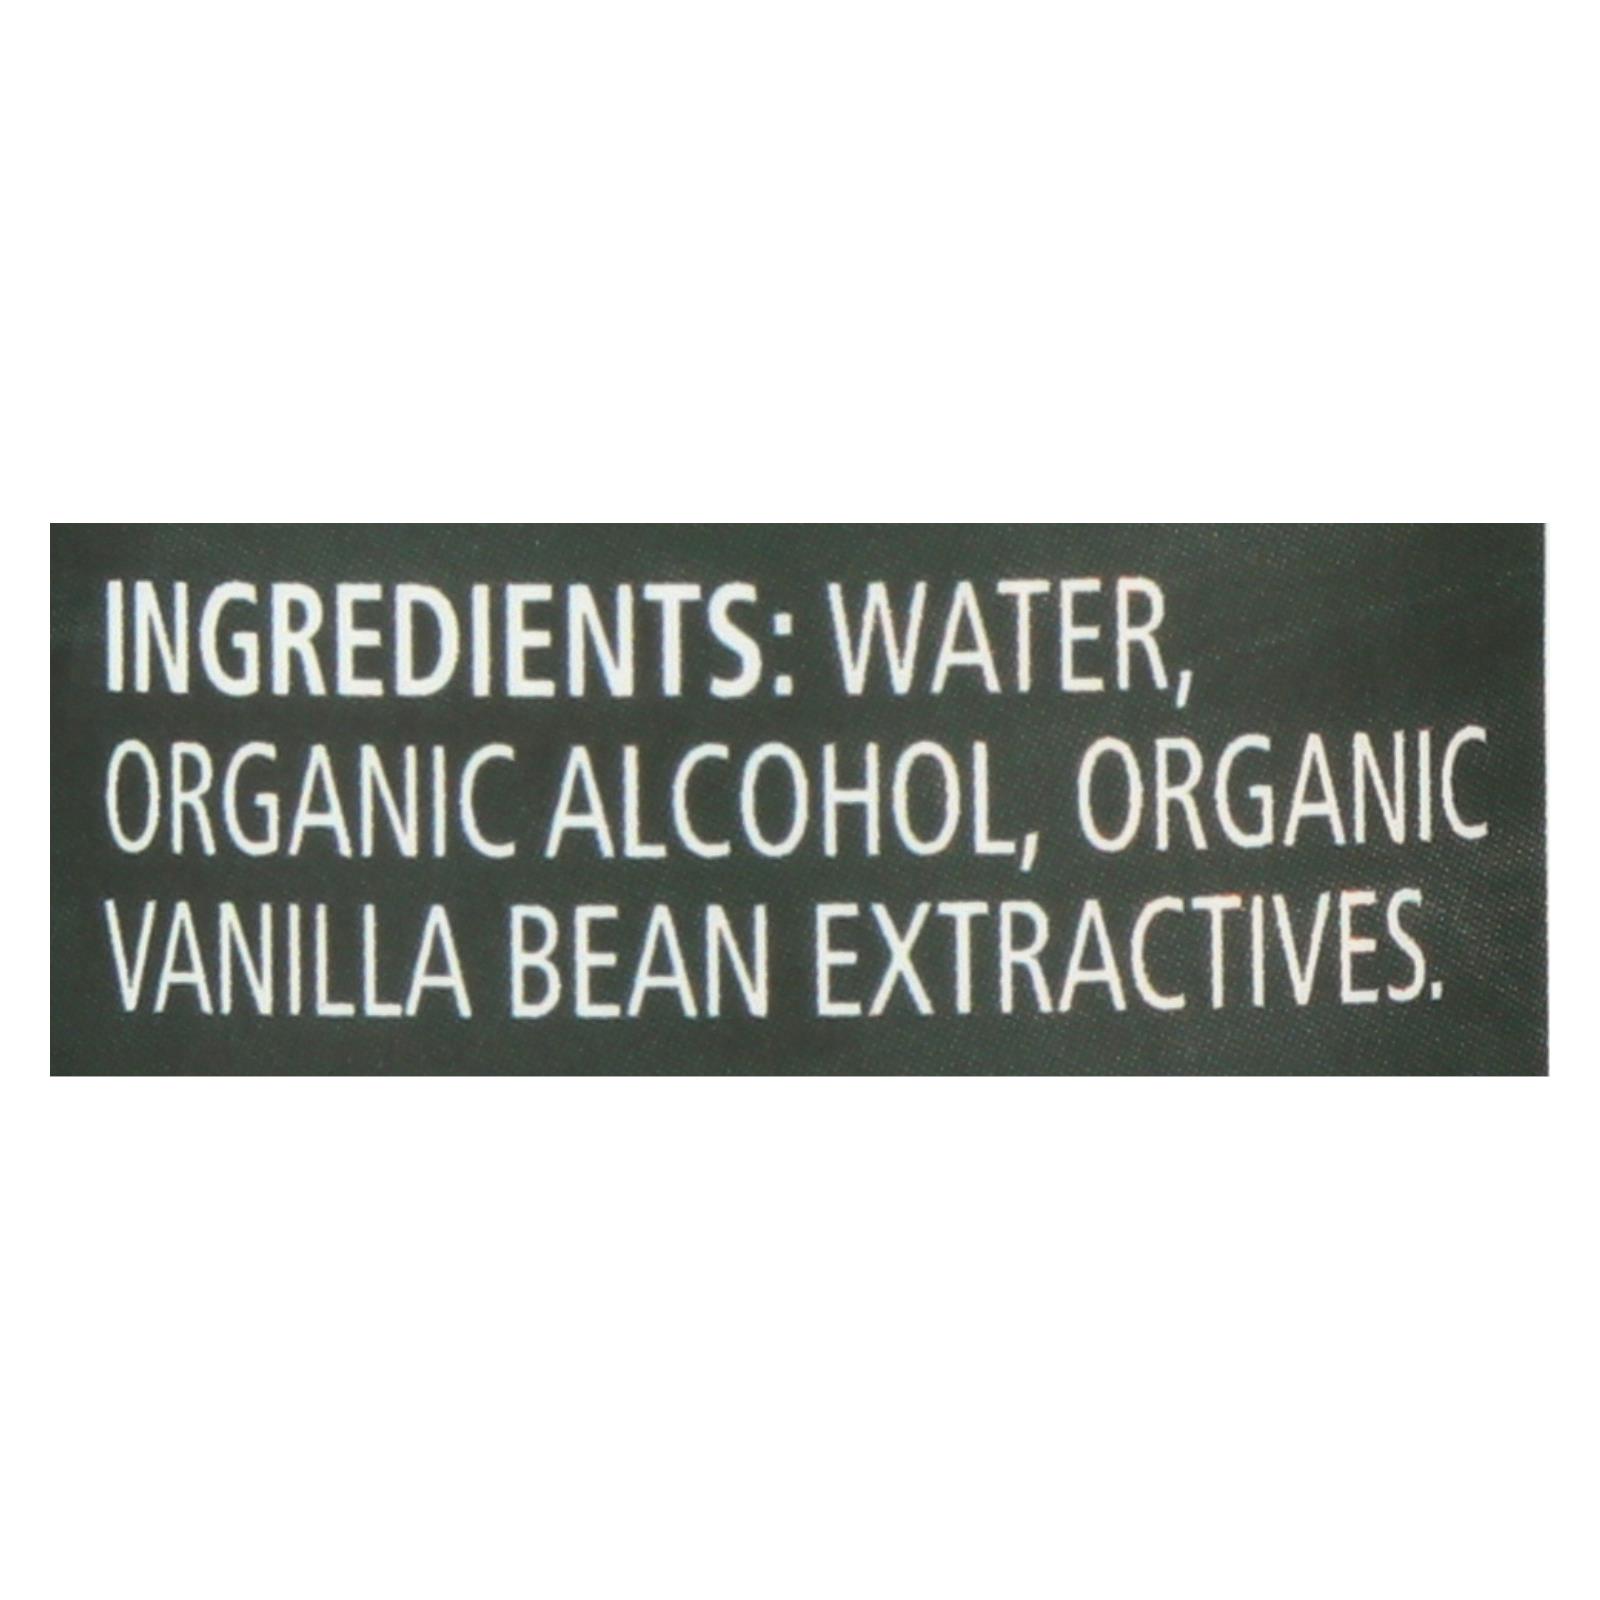 INGREDIENTS: WATER,
ORGANIC ALCOHOL, ORGANIC
VANILLA BEAN EXTRACTIVES.